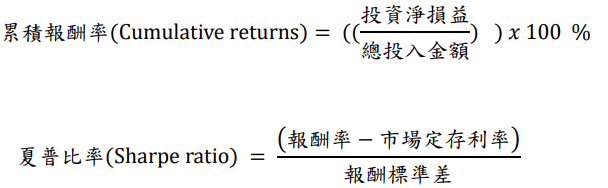 累積報酬率(Cumulative returns) = ((投資淨損益/總投入金額) ) x 100 %
夏普比率(Sharpe ratio) = (報酬率 − 市場定存利率)/報酬標準差